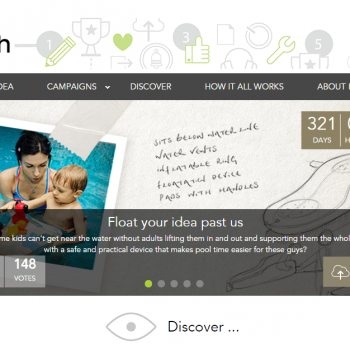 h
1
3
5
DEA
CAMPAIGNS
DISCOVER
HOW IT ALL WORKS
ABOUT
321
DAYS
H
SITS BELOW WATER LINE
WATER VENTS
INFLATABLE RING
FLOATATION DEVICE
PADS WITH HANDLES
Float your idea past us
me kids can't get near the water without adults lifting them in and out and supporting them the whol
with a safe and practical device that makes pool time easier for these guys?
148
VOTES
Discover ...